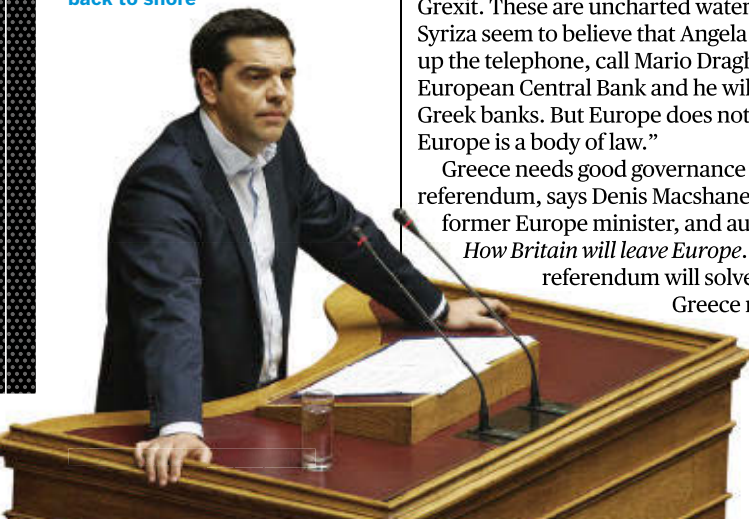 back to shore
Grexit. These are uncharted water
Syriza seem to believe that Angela
up the telephone, call Mario Dragh
European Central Bank and he wil
Greek banks. But Europe does not
Europe is a body of law.”
Greece needs good governance
referendum, says Denis Macshane
former Europe minister, and au
How Britain will leave Europe.
referendum will solve
Greece